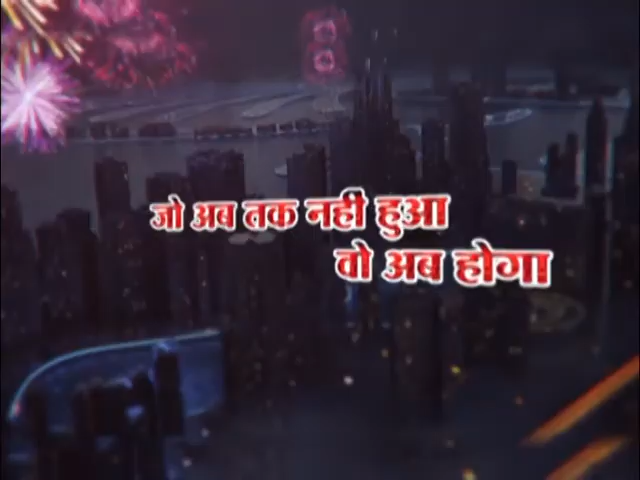 जो अब तक नही हुआ
वो अब होगा